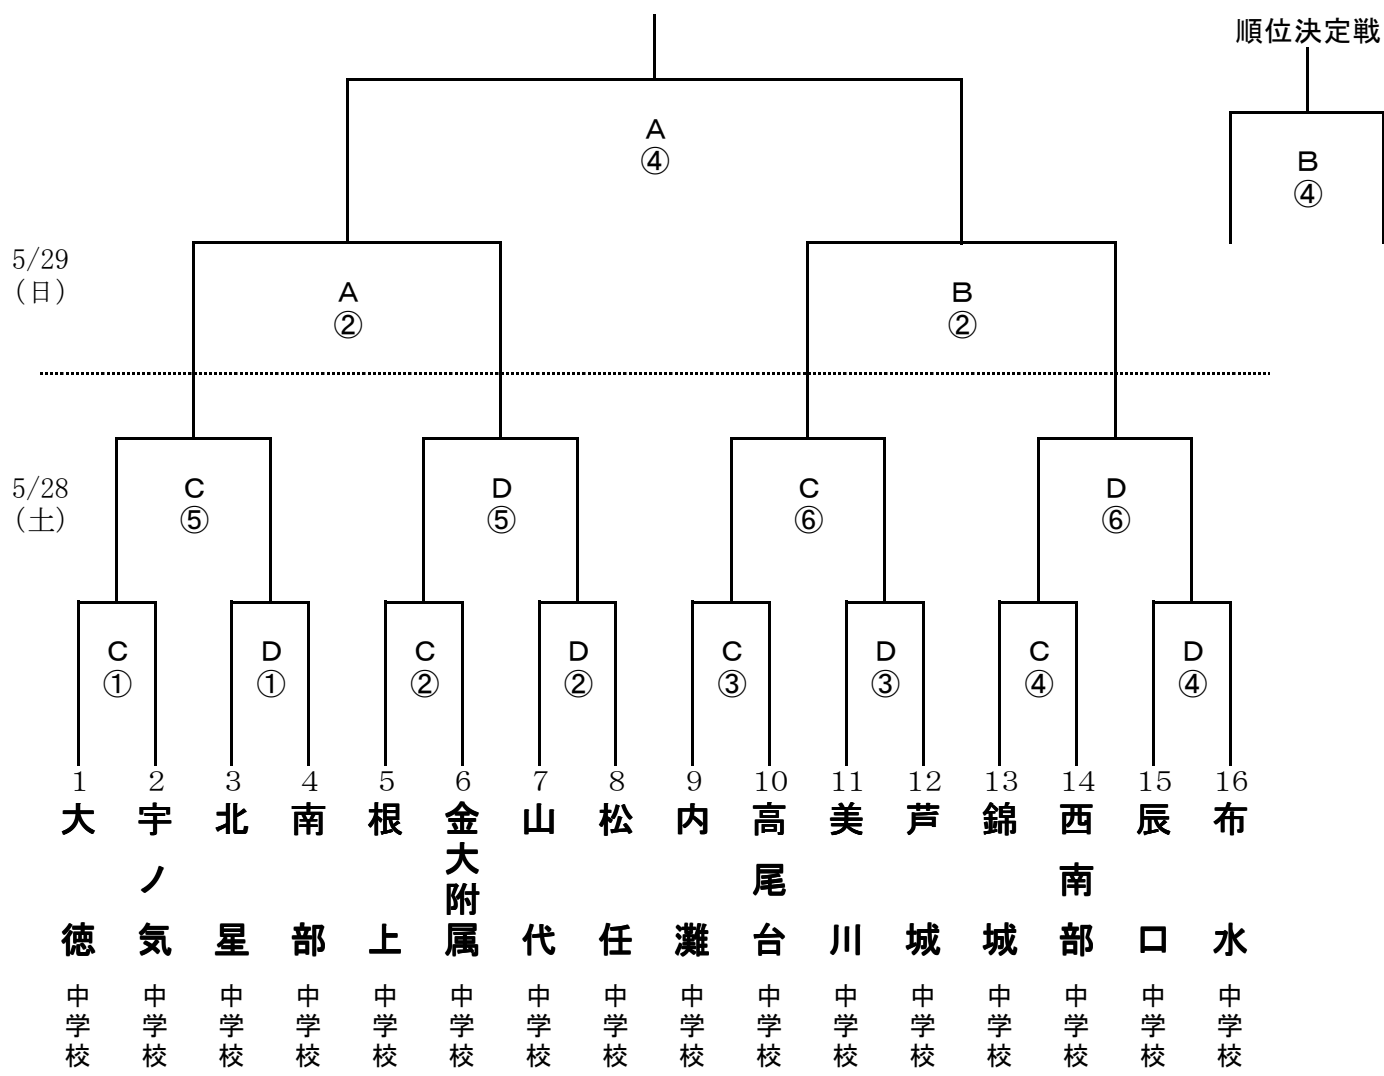 順位決定戦
A
④
B
④
5/29
（日）
A
②
B
②
5/28
（土）
C
⑤
D
⑤
C
⑥
D
⑥
C
①
D
①
C
②
D
②
C
③
D
③
C
④
D
④
1
大徳
中学校
2
宇ノ気
中学校
3
北星
中学校
4
南部
中学校
5
根上
中学校
6
金大附属
中学校
7
山代
中学校
8
松任
中学校
9
内灘
中学校
10
高尾台
中学校
11
美川
中学校
12
芦城
中学校
13
錦城
中学校
14
西南部
中学校
15
辰口
中学校
16
布水
中学校